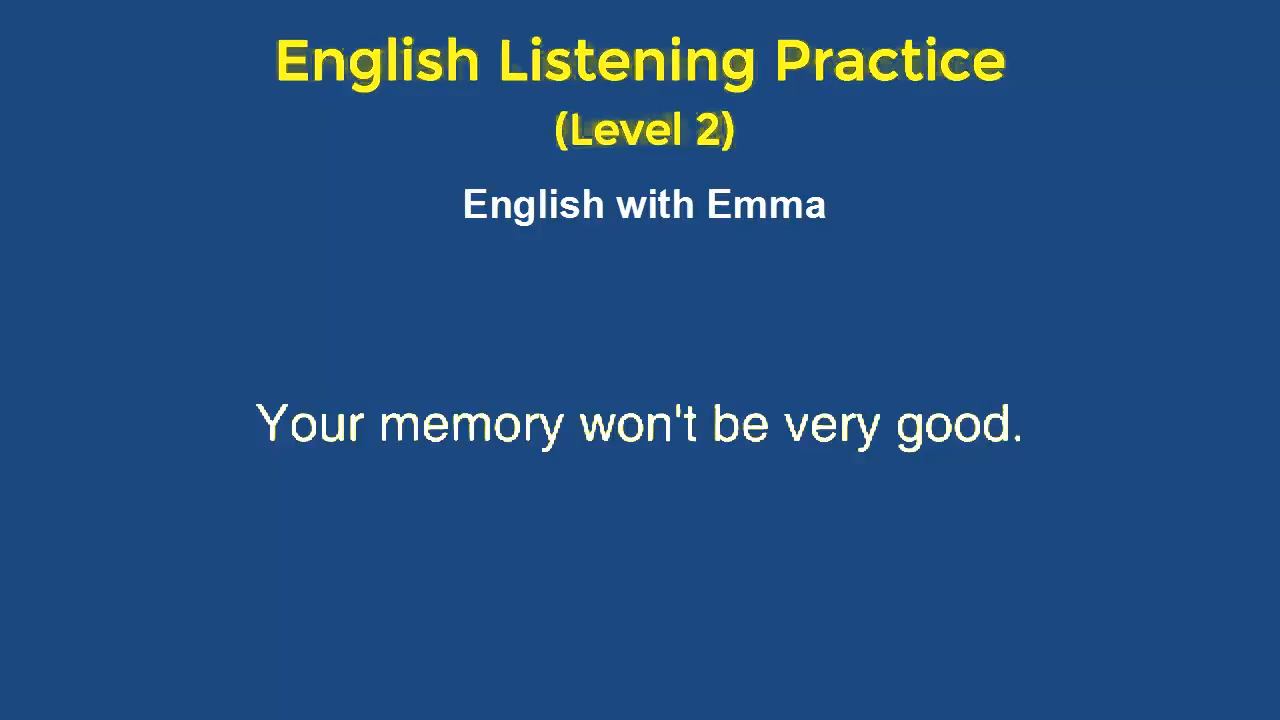 English Listening Practice
(Level 2)
English with Emma
Your memory won't be very good.